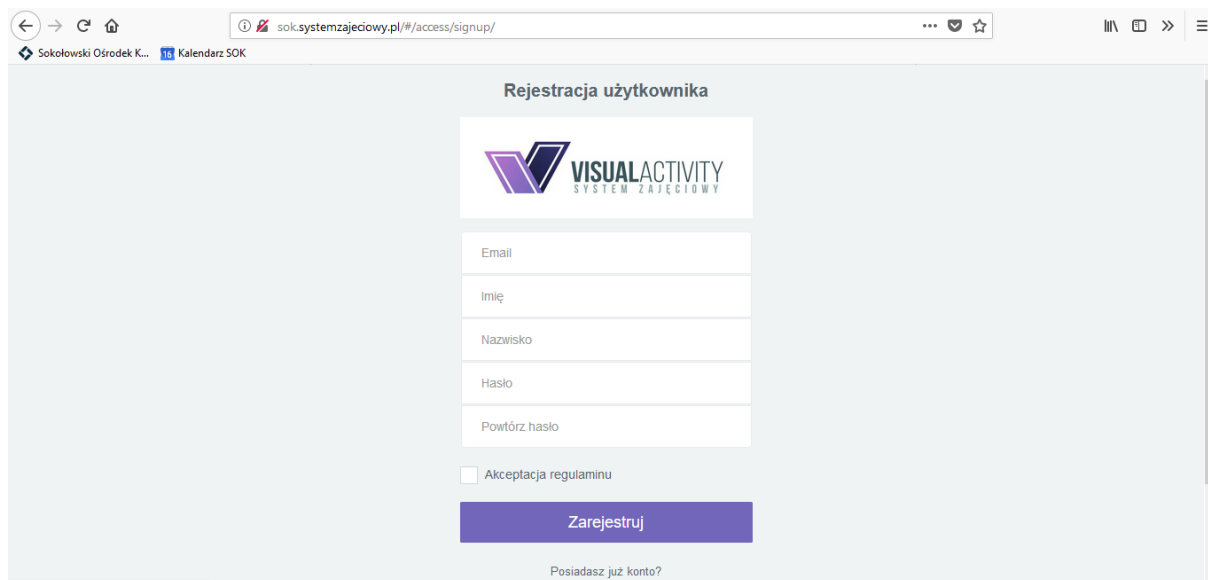 sok.systemzajeciowy.pl/#/access/signup/
Sokołowski Ośrodek K... 16 Kalendarz SOK
Rejestracja użytkownika
VISUALACTIVITY
SYSTEM ZAJĘCIOWY
Email
Imię
Nazwisko
Hasło
Powtórz hasło
Akceptacja regulaminu
Zarejestruj
Posiadasz już konto?